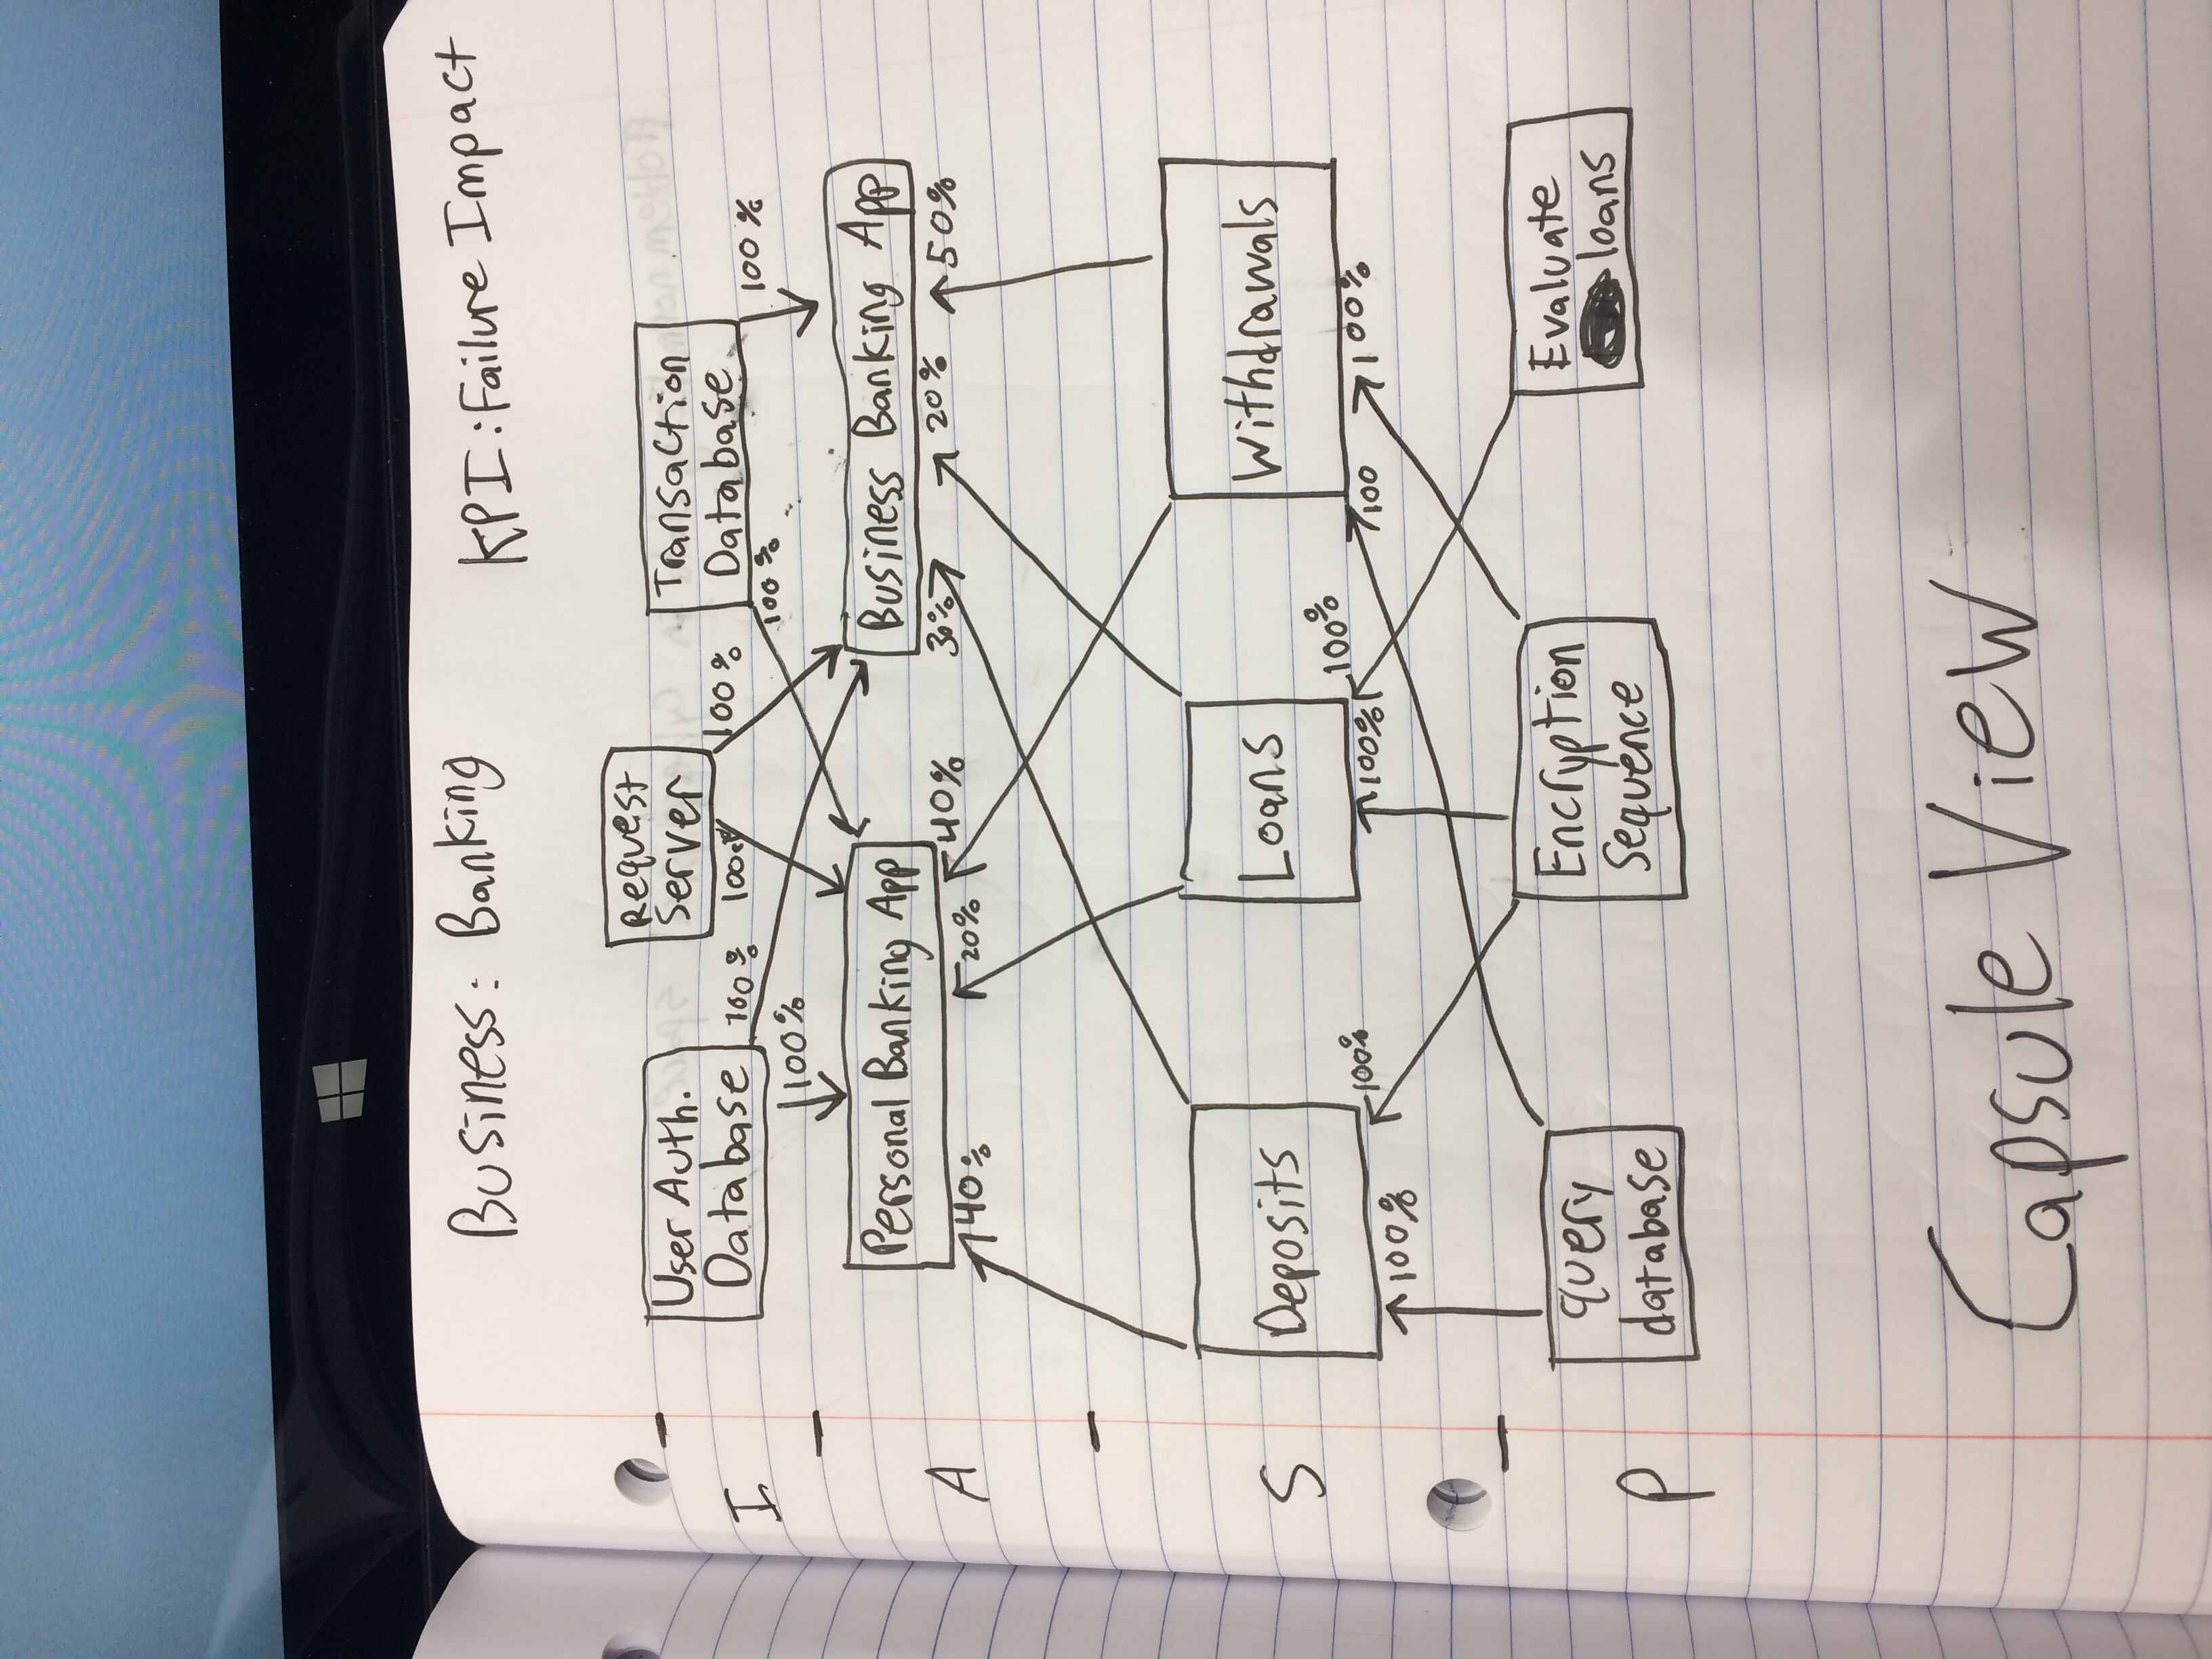 Business: Banking
KPI: Failure Impact
Request
Server
User Auth.
Database
Transaction
Database
I
100%
100%
100%
100%
100%
100%
Personal Banking App
Business Banking App
A
40%
20%
40%
30%
20%
50%
S
Deposits
Loans
Withdrawals
100%
100%
100%
100%
100
100%
P
query
database
Encryption
Sequence
Evaluate
loans
Capsule View